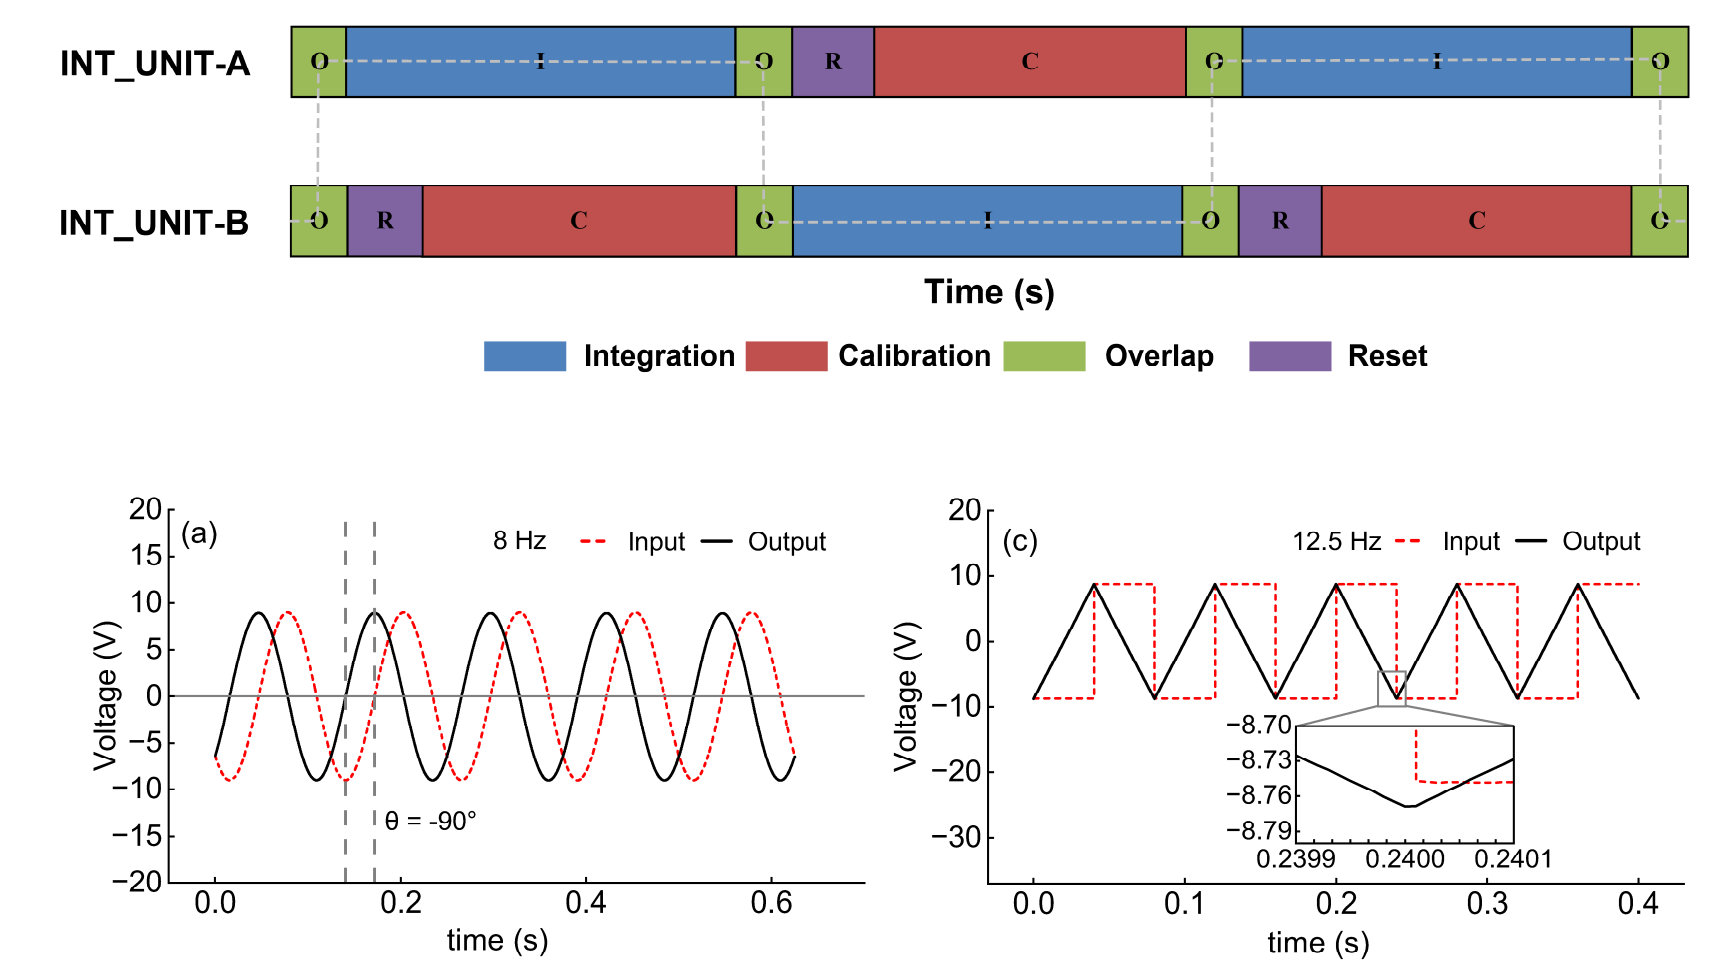 INT_UNIT-A O I O R C O I O
INT_UNIT-B O R C O I O R C O
Time (s)
Integration Calibration Overlap Reset
(a) 8 Hz Input Output
20
15
10
5
0
−5
−10
−15
−20
Voltage (V)
θ = -90°
0.0 0.2 0.4 0.6
time (s)
(c) 12.5 Hz Input Output
20
10
0
−10
−20
−30
Voltage (V)
−8.70
−8.73
−8.76
−8.79
0.2399 0.2400 0.2401
0.0 0.1 0.2 0.3 0.4
time (s)